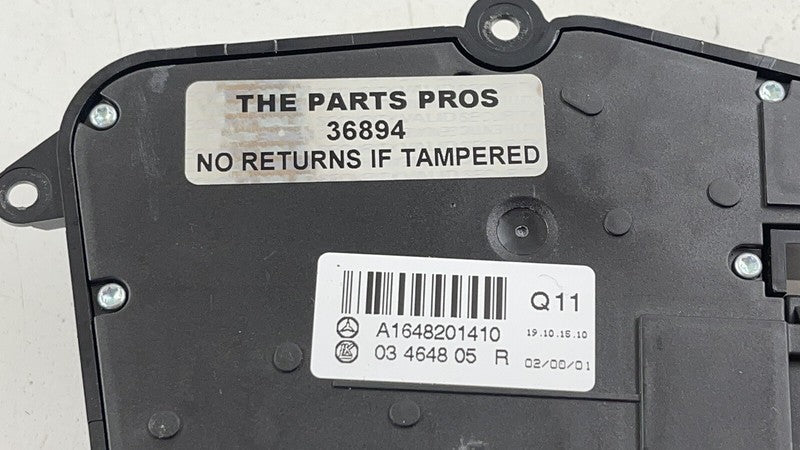 THE PARTS PROS
36894
NO RETURNS IF TAMPERED
Q11
A1648201410
19.10.15.10
03 4648 05 R
02/00/01